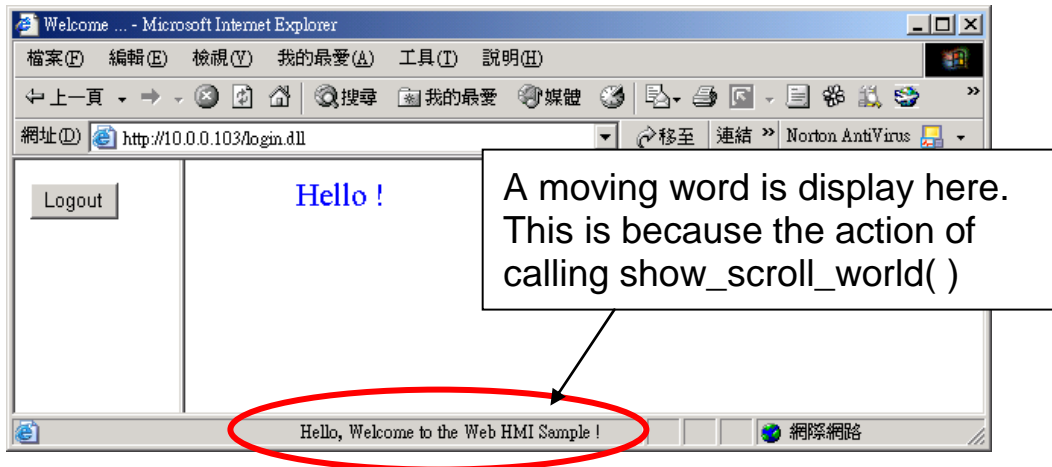 Welcome ... - Microsoft Internet Explorer
檔案(F) 編輯(E) 檢視(V) 我的最愛(A) 工具(T) 說明(H)
上一頁 搜尋 我的最愛 媒體 »
網址(D) http://10.0.0.103/login.dll 移至 連結 » Norton AntiVirus
Logout
Hello !
A moving word is display here.
This is because the action of
calling show_scroll_world( )
Hello, Welcome to the Web HMI Sample !
網際網路